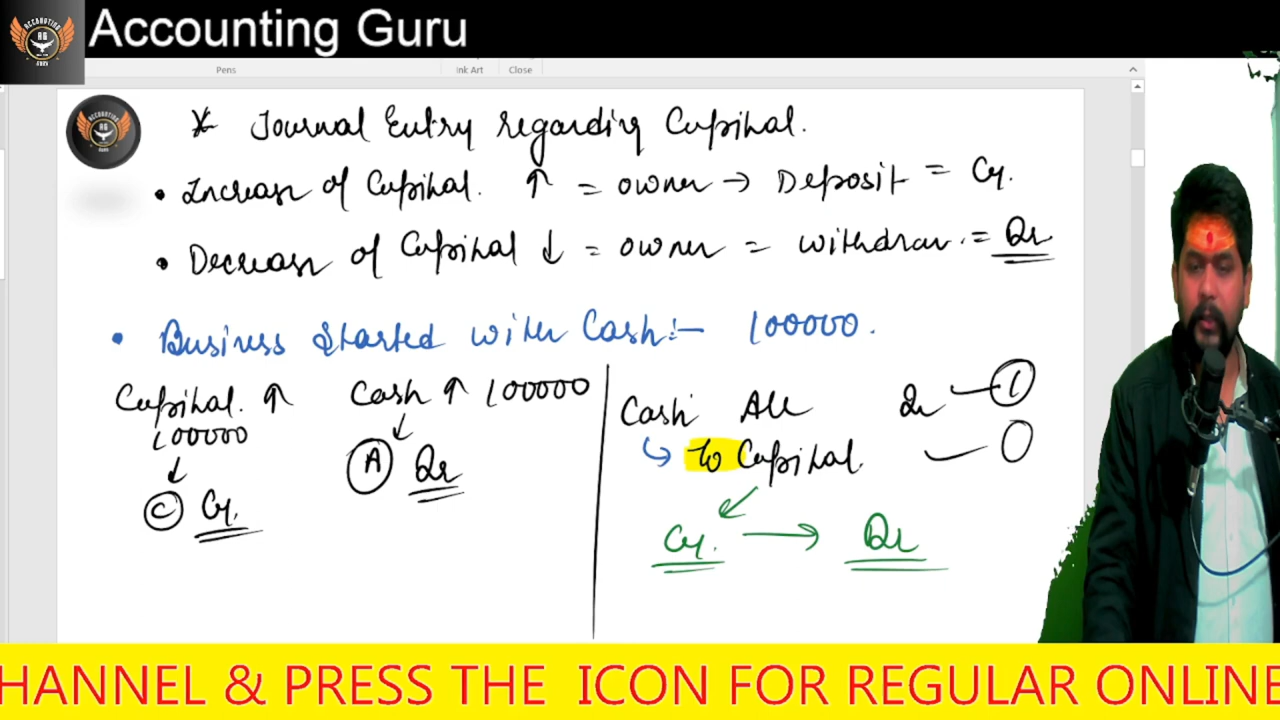 Accounting Guru
Pens
Ink Art
Close
* Journal Entry regarding Capital.
• Increase of Capital. ↑ = owner → Deposit = Cr.
• Decrease of Capital ↓ = owner = withdraw. = Dr
• Business Started with Cash:- 100000.
Capital. ↑
100000
↓
C Cr.
Cash ↑ 100000
↓
A Dr
Cash A/c Dr — 1
↳ to Capital. —
Cr. → Dr
HANNEL & PRESS THE ICON FOR REGULAR ONLINE